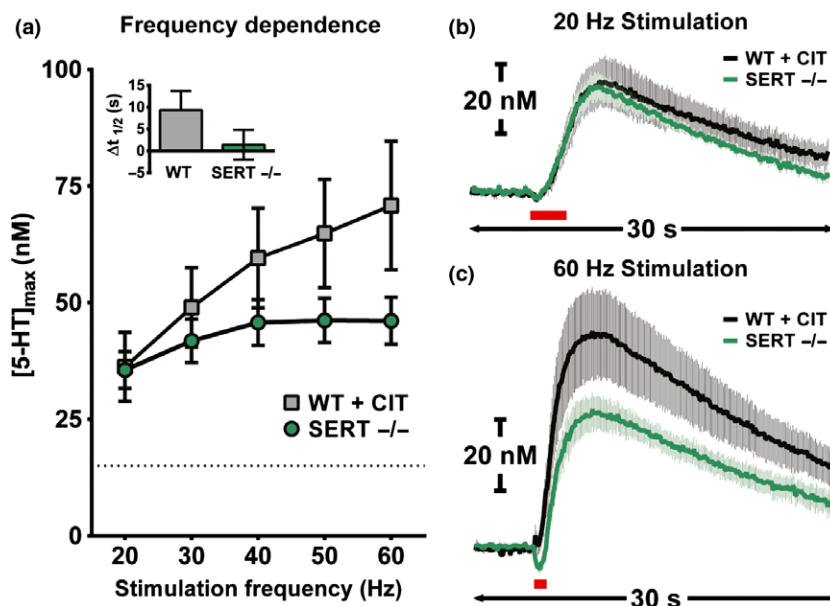 (a) Frequency dependence
100
75
50
25
0
[5-HT]max (nM)
15
10
5
0
−5
Δt 1/2 (s)
WT SERT −/−
WT + CIT
SERT −/−
20 30 40 50 60
Stimulation frequency (Hz)
(b) 20 Hz Stimulation
WT + CIT
SERT −/−
20 nM
30 s
(c) 60 Hz Stimulation
WT + CIT
SERT −/−
20 nM
30 s